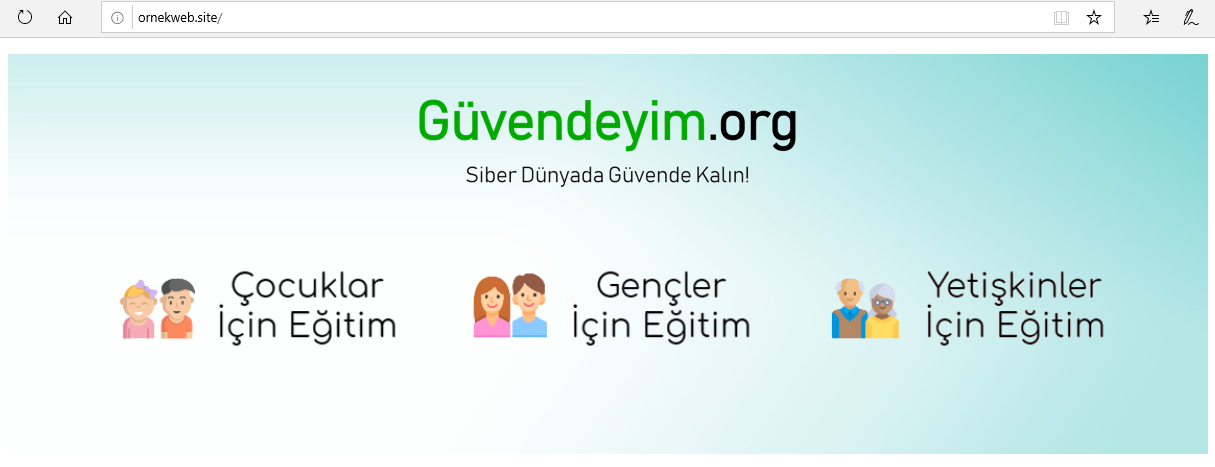 ornekweb.site/
Güvendeyim.org
Siber Dünyada Güvende Kalın!
Çocuklar
İçin Eğitim
Gençler
İçin Eğitim
Yetişkinler
İçin Eğitim